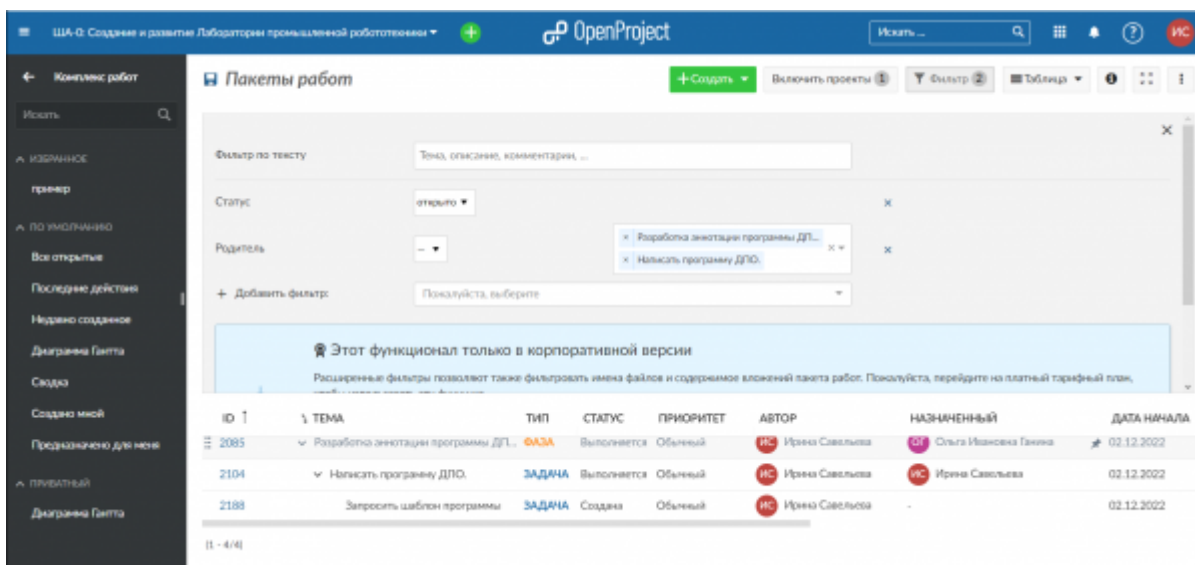 ША-0: Создание и развитие Лаборатории промышленной робототехники
OpenProject
Искать ...
ИС
Комплекс работ
Пакеты работ
Создать
Включить проекты 1
Фильтр 2
Таблица
Искать
ИЗБРАННОЕ
пример
ПО УМОЛЧАНИЮ
Все открытые
Последние действия
Недавно созданное
Диаграмма Гантта
Сводка
Создано мной
Предназначено для меня
ПРИВАТНЫЙ
Диаграмма Гантта
Фильтр по тексту
Тема, описание, комментарии, ...
Статус
открыто
Родитель
--
× Разработка аннотации программы ДП...
× Написать программу ДПО.
+ Добавить фильтр:
Пожалуйста, выберите
Этот функционал только в корпоративной версии
Расширенные фильтры позволяют также фильтровать имена файлов и содержимое вложений пакета работ. Пожалуйста, перейдите на платный тарифный план,
ID ТЕМА ТИП СТАТУС ПРИОРИТЕТ АВТОР НАЗНАЧЕННЫЙ ДАТА НАЧАЛА
2085 Разработка аннотации программы ДП... ФАЗА Выполняется Обычный ИС Ирина Савельева ОГ Ольга Ивановна Ганина 02.12.2022
2104 Написать программу ДПО. ЗАДАЧА Выполняется Обычный ИС Ирина Савельева ИС Ирина Савельева 02.12.2022
2188 Запросить шаблон программы ЗАДАЧА Создана Обычный ИС Ирина Савельева - 02.12.2022
(1 - 4/4)